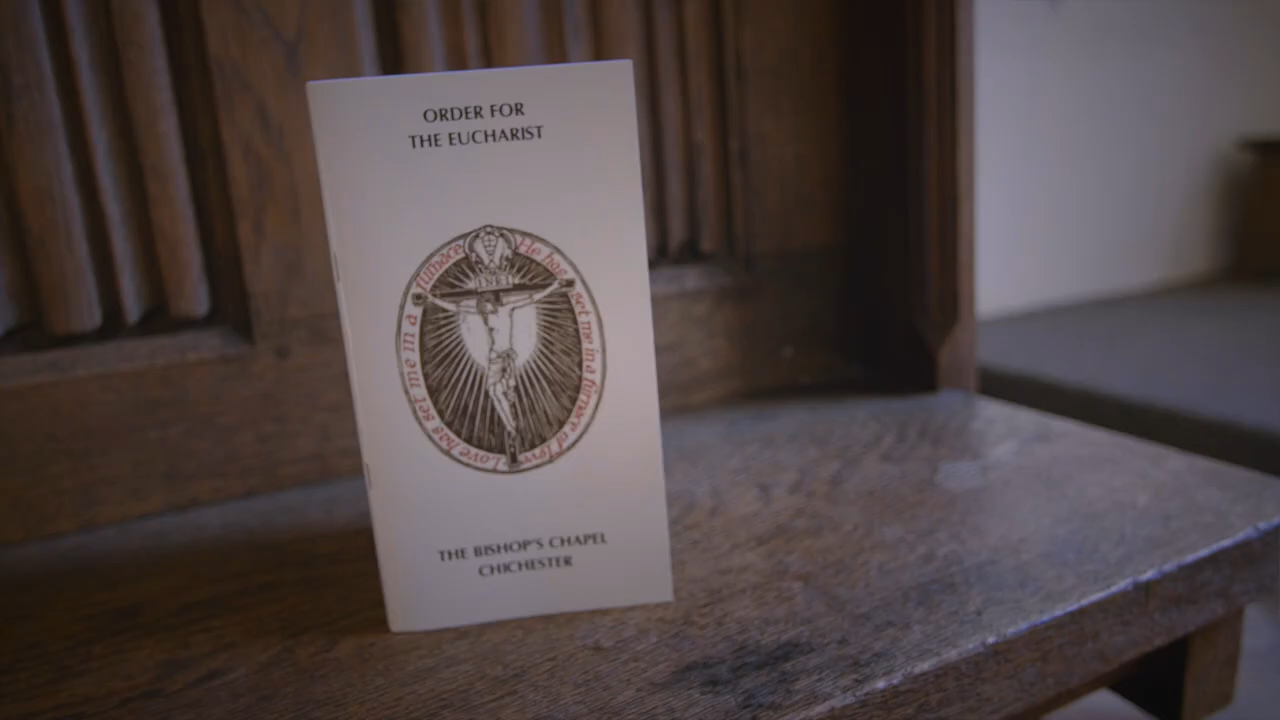 ORDER FOR
THE EUCHARIST
INRI
He has set me in a furnace of love
Love has set me in a furnace
THE BISHOP'S CHAPEL
CHICHESTER